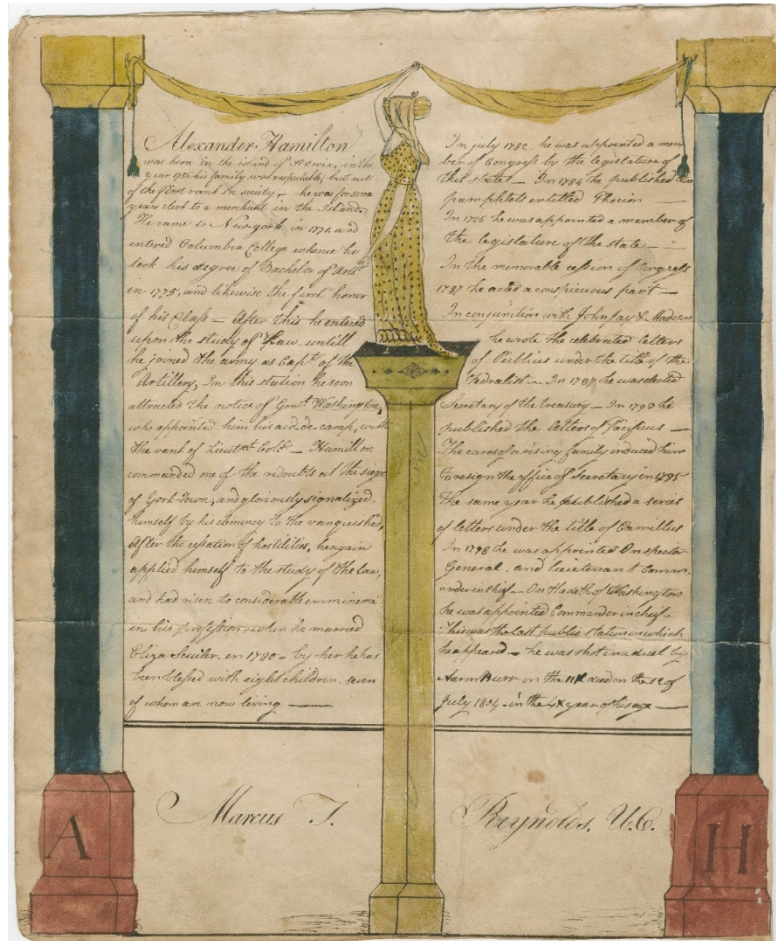 Alexander Hamilton
was born in the island of St Croix, in the
year 1756 his family was reputable, but not
of the first rank in society, — he was for some
years clerk to a merchant in the Island.
He came to New-york in 1771. and
entered Columbia College whence he
took his degree of Bachelor of Arts
in 1775, and likewise the first honor
of his Class — After this he entered
upon the study of Law, untill
he joined the army as Capt of the
Artillery, In this station he soon
attracted the notice of Genl Washington,
who appointed him his aid-de-camp, with
the rank of Lieutnt Coll — Hamilton
commanded one of the redoubts at the siege
of York-Town; and gloriously signalized
himself by his clemency to the vanquished,
After the cessation of hostilities, he again
applied himself to the study of the law,
and had risen to considerable
in his profession when he married
Eliza in 1780 — by her he has
been blessed with eight children, seven
of whom are now living —
In july 1782 he was appointed a mem
ber of Congress by the legislature of
this state — In 1784 he published
pamphlets entitled Phocion
In 1786 he was appointed a member of
the legislature of the state —
In the memorable session of Congress
1787 he acted a conspicuous part —
In conjunction with John Jay &
he wrote the celebrated letters
of Publius under the title of the
Federalist — In 1789 he was elected
Secretary of the treasury — In 1793 he
published the letters of Pacificus —
The cares of a rising family induced him
to resign the office of Secretary in 1795
The same year he published a series
of letters under the title of Camillus
In 1798 he was appointed Inspector
General, and lieutenant Comm.
under in chief — On death of Washington
he was appointed Commander in chief —
This was the last public station in which
he appeared — he was shot in a duel by
Aaron Burr on the 11th died on the 12 of
July 1804 — in the year of his age —
Marcus T. Reynolds, U.C.
A
H